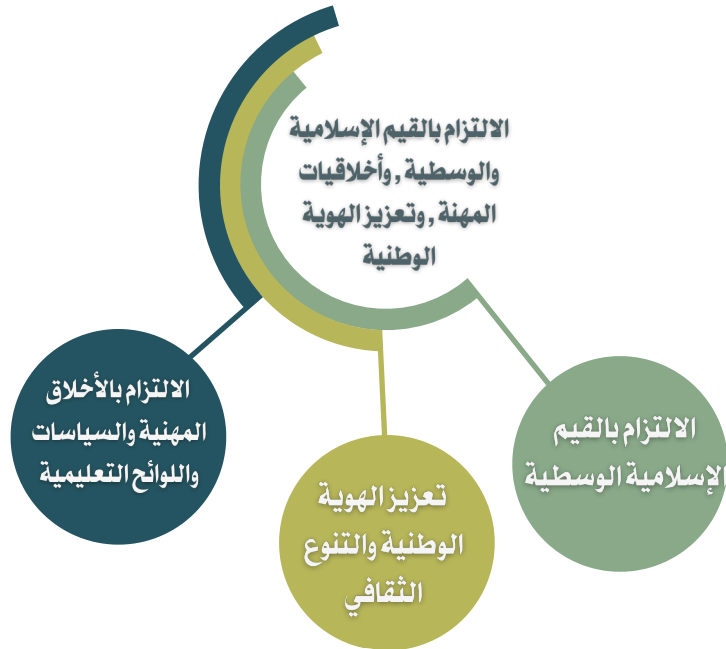 الالتزام بالقيم الإسلامية
والوسطية , وأخلاقيات
المهنة , وتعزيز الهوية
الوطنية
الالتزام بالقيم
الإسلامية الوسطية
تعزيز الهوية
الوطنية والتنوع
الثقافي
الالتزام بالأخلاق
المهنية والسياسات
واللوائح التعليمية